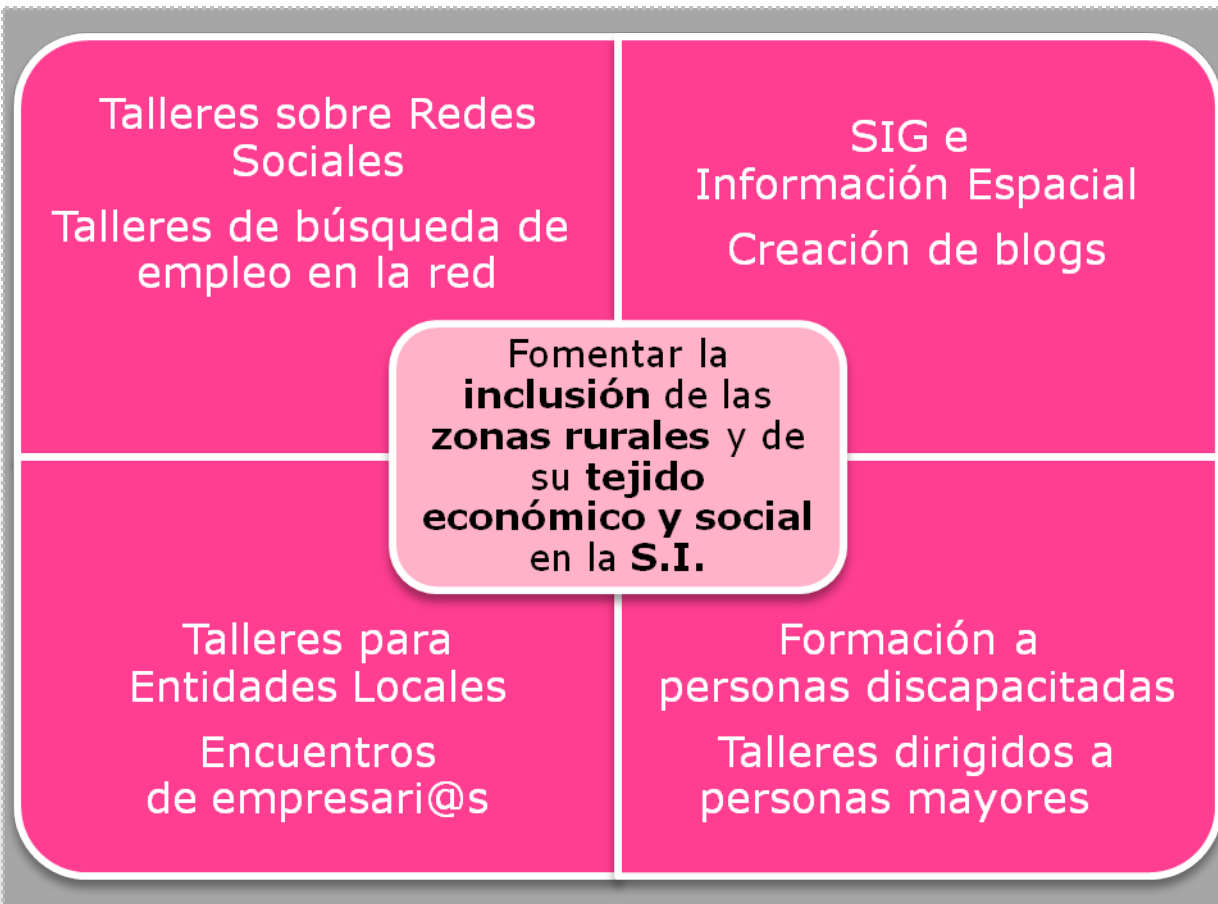 Talleres sobre Redes
Sociales
Talleres de búsqueda de
empleo en la red
SIG e
Información Espacial
Creación de blogs
Fomentar la
inclusión de las
zonas rurales y de
su tejido
económico y social
en la S.I.
Talleres para
Entidades Locales
Encuentros
de empresari@s
Formación a
personas discapacitadas
Talleres dirigidos a
personas mayores